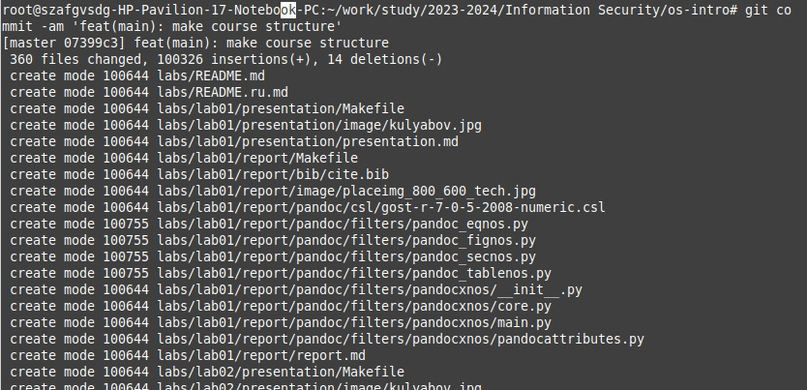 root@szafgvsdg-HP-Pavilion-17-Notebook-PC:~/work/study/2023-2024/Information Security/os-intro# git co
mmit -am 'feat(main): make course structure'
[master 07399c3] feat(main): make course structure
 360 files changed, 100326 insertions(+), 14 deletions(-)
 create mode 100644 labs/README.md
 create mode 100644 labs/README.ru.md
 create mode 100644 labs/lab01/presentation/Makefile
 create mode 100644 labs/lab01/presentation/image/kulyabov.jpg
 create mode 100644 labs/lab01/presentation/presentation.md
 create mode 100644 labs/lab01/report/Makefile
 create mode 100644 labs/lab01/report/bib/cite.bib
 create mode 100644 labs/lab01/report/image/placeimg_800_600_tech.jpg
 create mode 100644 labs/lab01/report/pandoc/csl/gost-r-7-0-5-2008-numeric.csl
 create mode 100755 labs/lab01/report/pandoc/filters/pandoc_eqnos.py
 create mode 100755 labs/lab01/report/pandoc/filters/pandoc_fignos.py
 create mode 100755 labs/lab01/report/pandoc/filters/pandoc_secnos.py
 create mode 100755 labs/lab01/report/pandoc/filters/pandoc_tablenos.py
 create mode 100644 labs/lab01/report/pandoc/filters/pandocxnos/__init__.py
 create mode 100644 labs/lab01/report/pandoc/filters/pandocxnos/core.py
 create mode 100644 labs/lab01/report/pandoc/filters/pandocxnos/main.py
 create mode 100644 labs/lab01/report/pandoc/filters/pandocxnos/pandocattributes.py
 create mode 100644 labs/lab01/report/report.md
 create mode 100644 labs/lab02/presentation/Makefile
 create mode 100644 labs/lab02/presentation/image/kulyabov.jpg